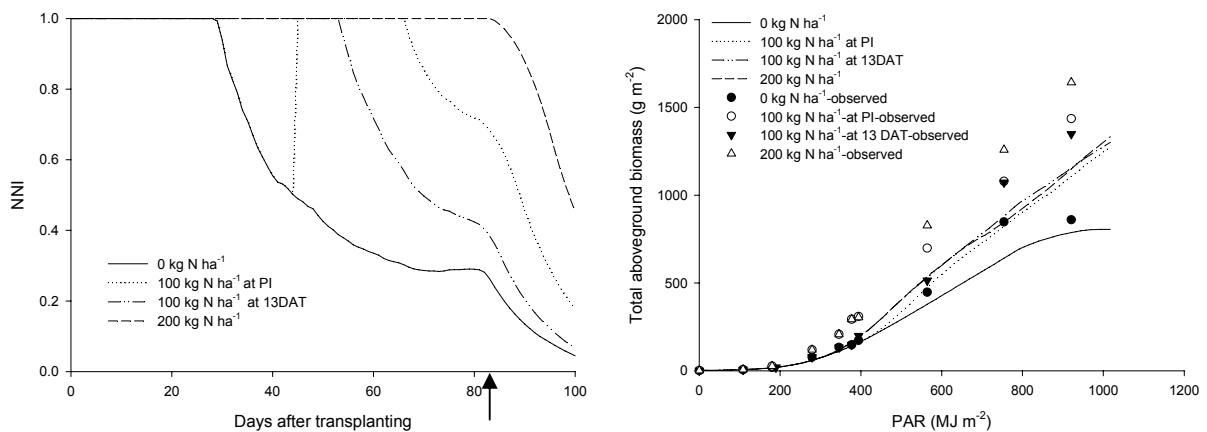 1.0
0.8
0.6
0.4
0.2
0.0
NNI
0 kg N ha⁻¹
100 kg N ha⁻¹ at PI
100 kg N ha⁻¹ at 13DAT
200 kg N ha⁻¹
0 20 40 60 80 100
Days after transplanting
2000
1500
1000
500
0
Total aboveground biomass (g m⁻²)
0 kg N ha⁻¹
100 kg N ha⁻¹ at PI
100 kg N ha⁻¹ at 13DAT
200 kg N ha⁻¹
0 kg N ha⁻¹-observed
100 kg N ha⁻¹-at PI-observed
100 kg N ha⁻¹-at 13 DAT-observed
200 kg N ha⁻¹-observed
0 200 400 600 800 1000 1200
PAR (MJ m⁻²)